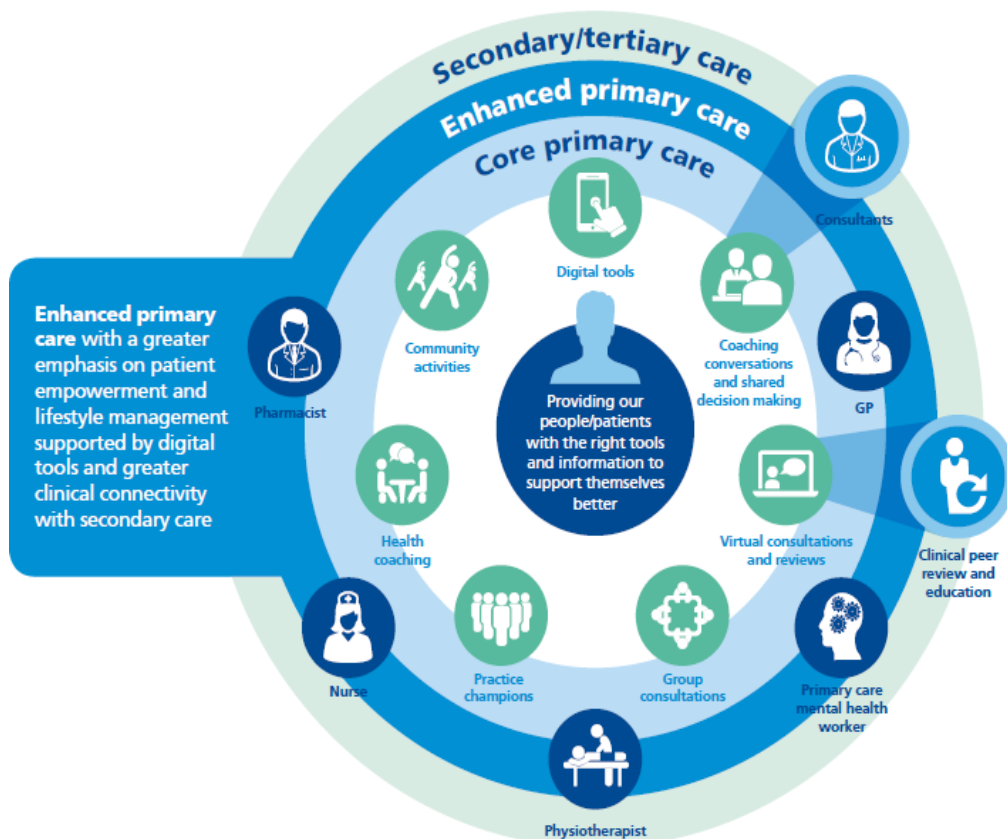 Secondary/tertiary care
Enhanced primary care
Core primary care
Consultants
Digital tools
Community
activities
Coaching
conversations
and shared
decision making
GP
Enhanced primary
care with a greater
emphasis on patient
empowerment and
lifestyle management
supported by digital
tools and greater
clinical connectivity
with secondary care
Pharmacist
Providing our
people/patients
with the right tools
and information to
support themselves
better
Health
coaching
Virtual consultations
and reviews
Clinical peer
review and
education
Nurse
Practice
champions
Group
consultations
Primary care
mental health
worker
Physiotherapist